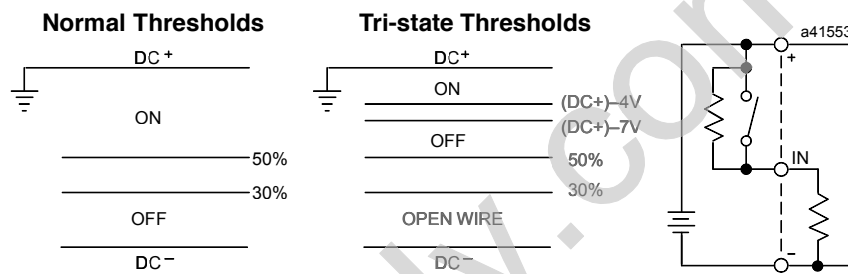 Normal Thresholds
DC+
ON
50%
30%
OFF
DC−
Tri-state Thresholds
DC+
ON
(DC+)−4V
(DC+)−7V
OFF
50%
30%
OPEN WIRE
DC−
a41553
+
IN
−